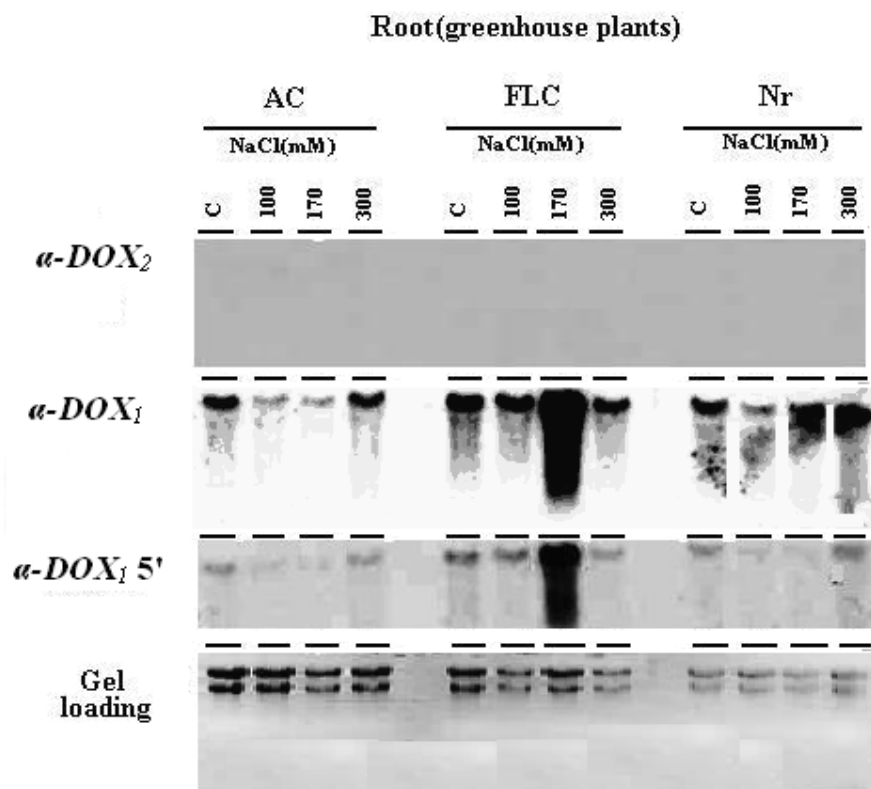 Root(greenhouse plants)
AC FLC Nr
NaCl(mM) NaCl(mM) NaCl(mM)
C 100 170 300 C 100 170 300 C 100 170 300
α-DOX₂
α-DOX₁
α-DOX₁ 5'
Gel
loading